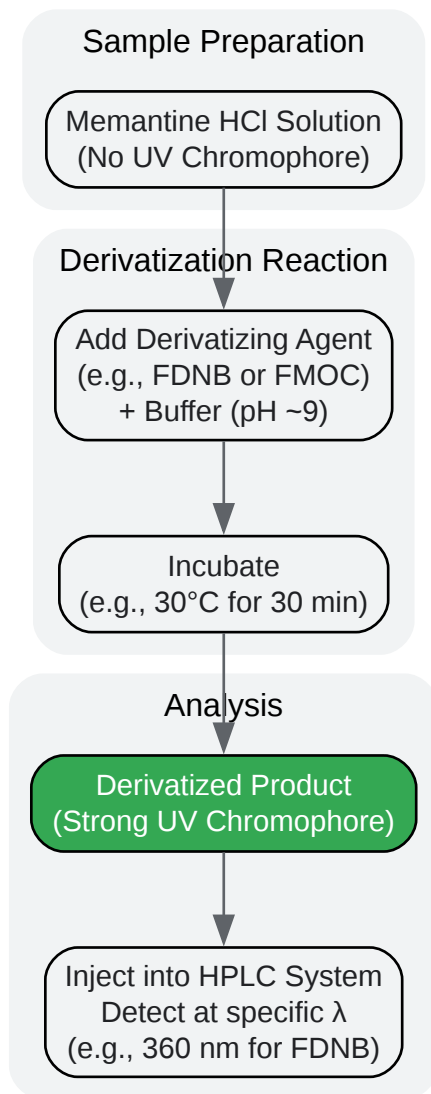 Sample Preparation
Memantine HCl Solution
(No UV Chromophore)
Derivatization Reaction
Add Derivatizing Agent
(e.g., FDNB or FMOC)
+ Buffer (pH ~9)
Incubate
(e.g., 30°C for 30 min)
Analysis
Derivatized Product
(Strong UV Chromophore)
Inject into HPLC System
Detect at specific λ
(e.g., 360 nm for FDNB)